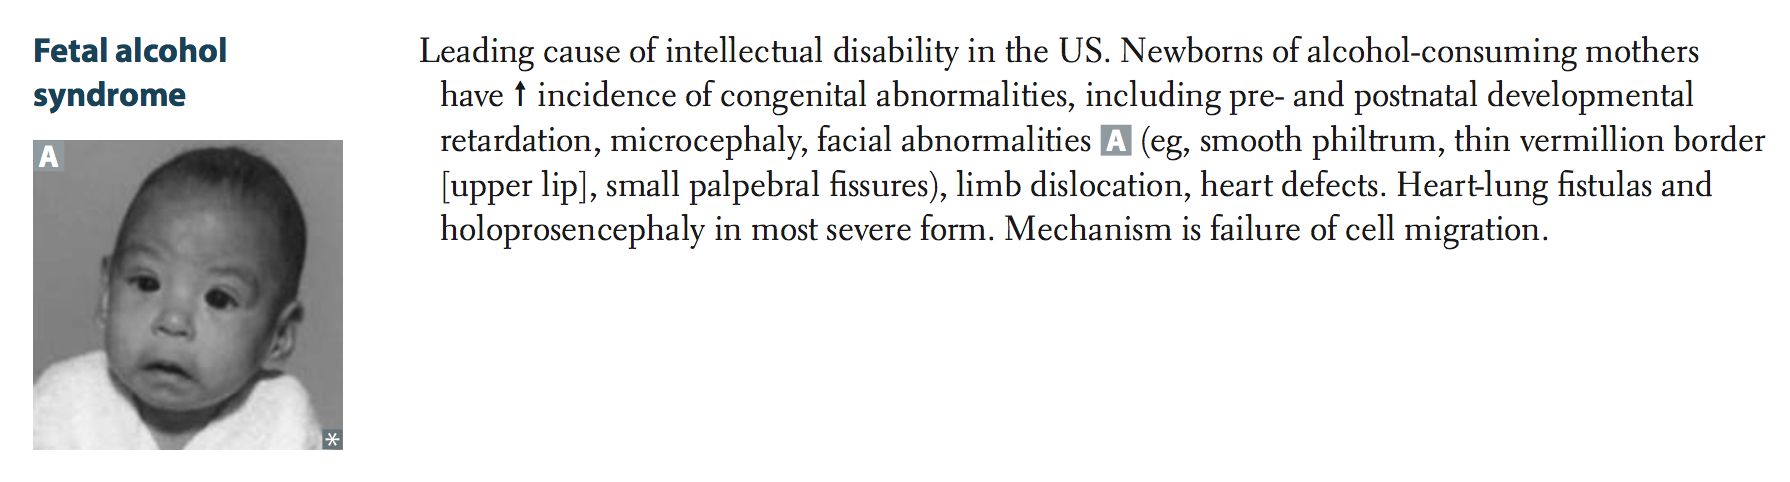 Fetal alcohol
syndrome
A
*
Leading cause of intellectual disability in the US. Newborns of alcohol-consuming mothers
have ↑ incidence of congenital abnormalities, including pre- and postnatal developmental
retardation, microcephaly, facial abnormalities A (eg, smooth philtrum, thin vermillion border
[upper lip], small palpebral fissures), limb dislocation, heart defects. Heart-lung fistulas and
holoprosencephaly in most severe form. Mechanism is failure of cell migration.